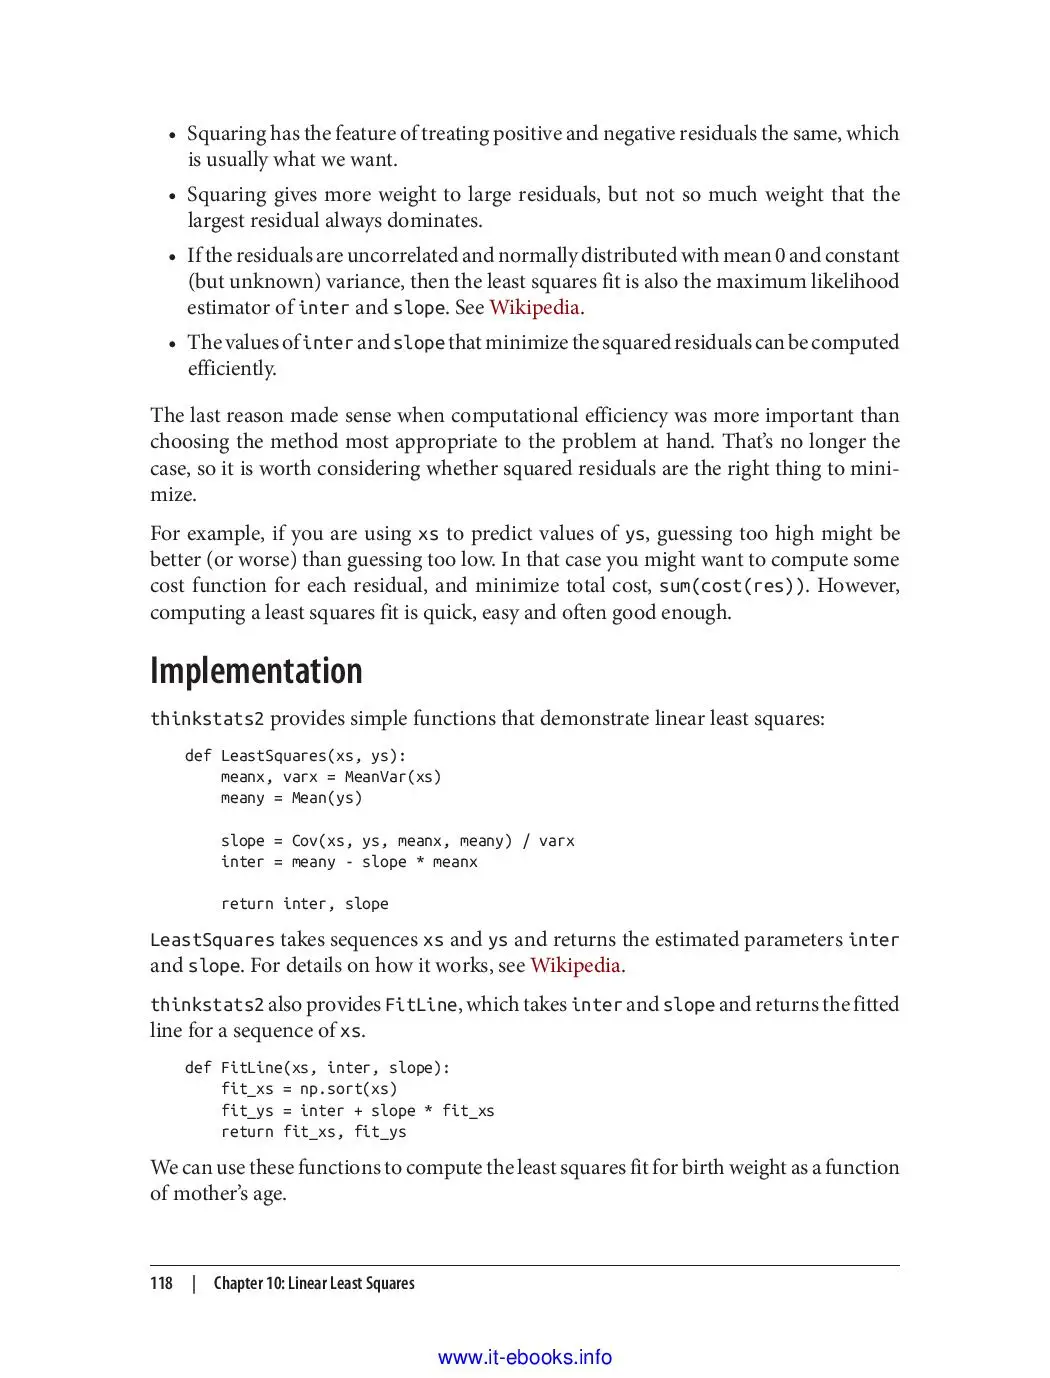 • Squaring has the feature of treating positive and negative residuals the same, which
is usually what we want.
• Squaring gives more weight to large residuals, but not so much weight that the
largest residual always dominates.
• If the residuals are uncorrelated and normally distributed with mean 0 and constant
(but unknown) variance, then the least squares fit is also the maximum likelihood
estimator of inter and slope. See Wikipedia.
• The values of inter and slope that minimize the squared residuals can be computed
efficiently.
The last reason made sense when computational efficiency was more important than
choosing the method most appropriate to the problem at hand. That’s no longer the
case, so it is worth considering whether squared residuals are the right thing to mini-
mize.
For example, if you are using xs to predict values of ys, guessing too high might be
better (or worse) than guessing too low. In that case you might want to compute some
cost function for each residual, and minimize total cost, sum(cost(res)). However,
computing a least squares fit is quick, easy and often good enough.
Implementation
thinkstats2 provides simple functions that demonstrate linear least squares:
def LeastSquares(xs, ys):
    meanx, varx = MeanVar(xs)
    meany = Mean(ys)
    slope = Cov(xs, ys, meanx, meany) / varx
    inter = meany - slope * meanx
    return inter, slope
LeastSquares takes sequences xs and ys and returns the estimated parameters inter
and slope. For details on how it works, see Wikipedia.
thinkstats2 also provides FitLine, which takes inter and slope and returns the fitted
line for a sequence of xs.
def FitLine(xs, inter, slope):
    fit_xs = np.sort(xs)
    fit_ys = inter + slope * fit_xs
    return fit_xs, fit_ys
We can use these functions to compute the least squares fit for birth weight as a function
of mother’s age.
118 | Chapter 10: Linear Least Squares
www.it-ebooks.info